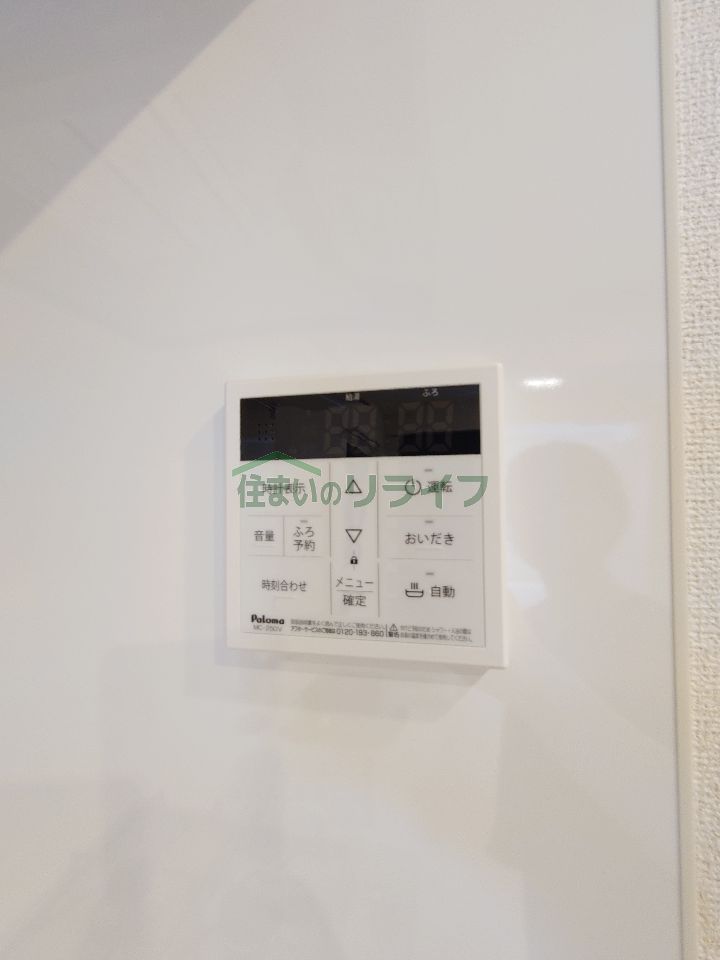 給湯 ふろ
時計表示
運転
住まいのリライフ
音量
ふろ
予約
おいだき
時刻合わせ
メニュー
確定
自動
Paloma
MC-250V
0120-193-860